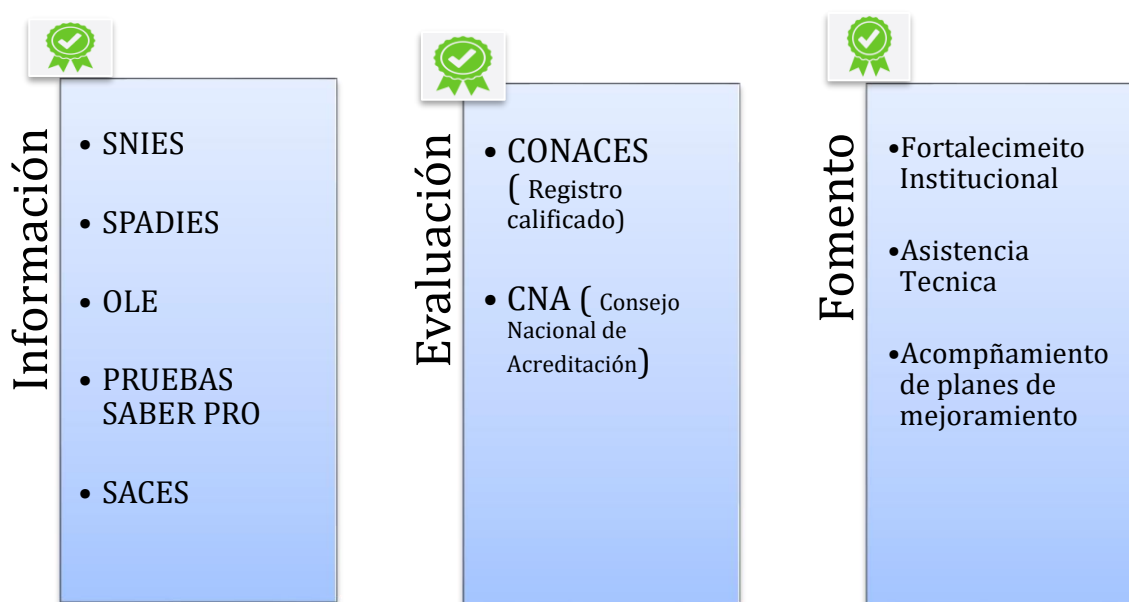 Información
• SNIES
• SPADIES
• OLE
• PRUEBAS
SABER PRO
• SACES
Evaluación
• CONACES
( Registro
calificado)
• CNA ( Consejo
Nacional de
Acreditación)
Fomento
•Fortalecimeito
Institucional
•Asistencia
Tecnica
•Acompñamiento
de planes de
mejoramiento